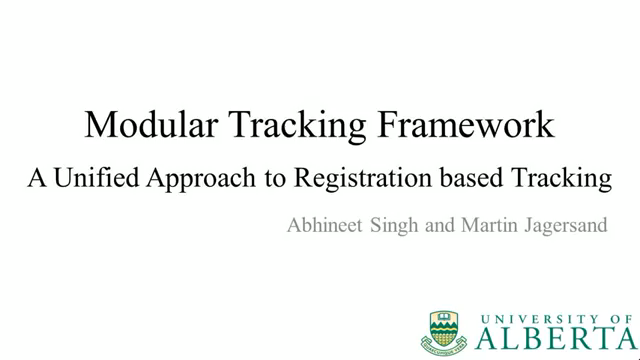 Modular Tracking Framework
A Unified Approach to Registration based Tracking
Abhineet Singh and Martin Jagersand
UNIVERSITY OF
ALBERTA